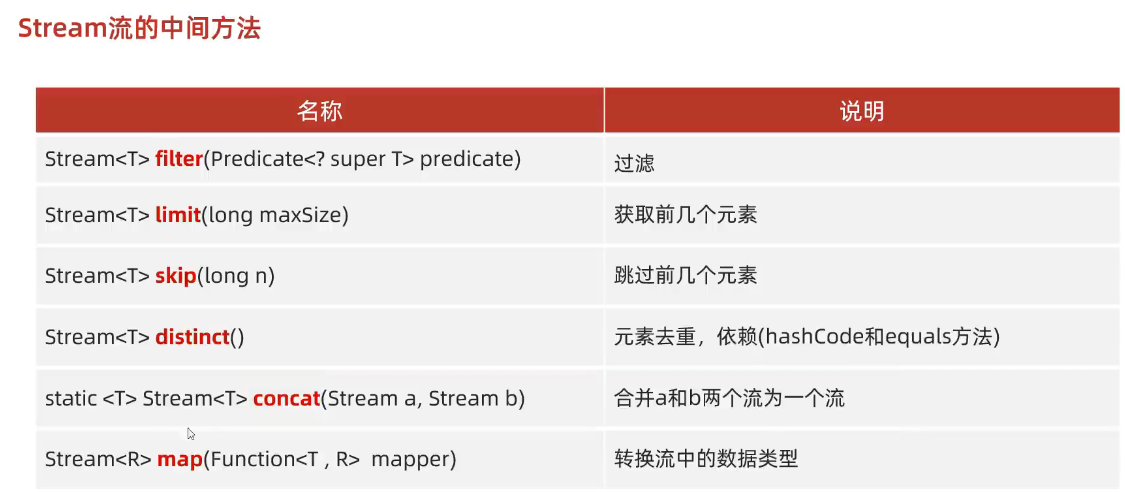 Stream流的中间方法
名称 说明
Stream<T> filter(Predicate<? super T> predicate) 过滤
Stream<T> limit(long maxSize) 获取前几个元素
Stream<T> skip(long n) 跳过前几个元素
Stream<T> distinct() 元素去重，依赖(hashCode和equals方法)
static <T> Stream<T> concat(Stream a, Stream b) 合并a和b两个流为一个流
Stream<R> map(Function<T , R> mapper) 转换流中的数据类型